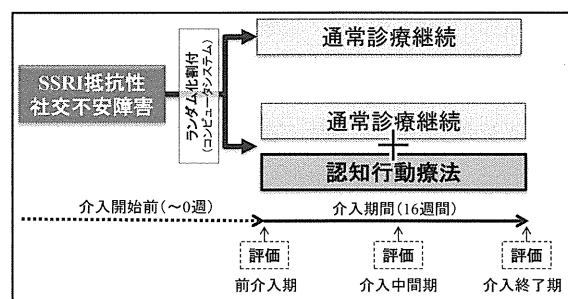 通常診療継続
SSRI抵抗性
社交不安障害
ランダム化割付
(コンピュータシステム)
通常診療継続
+
認知行動療法
介入開始前(~0週)
介入期間(16週間)
評価
評価
評価
前介入期
介入中間期
介入終了期